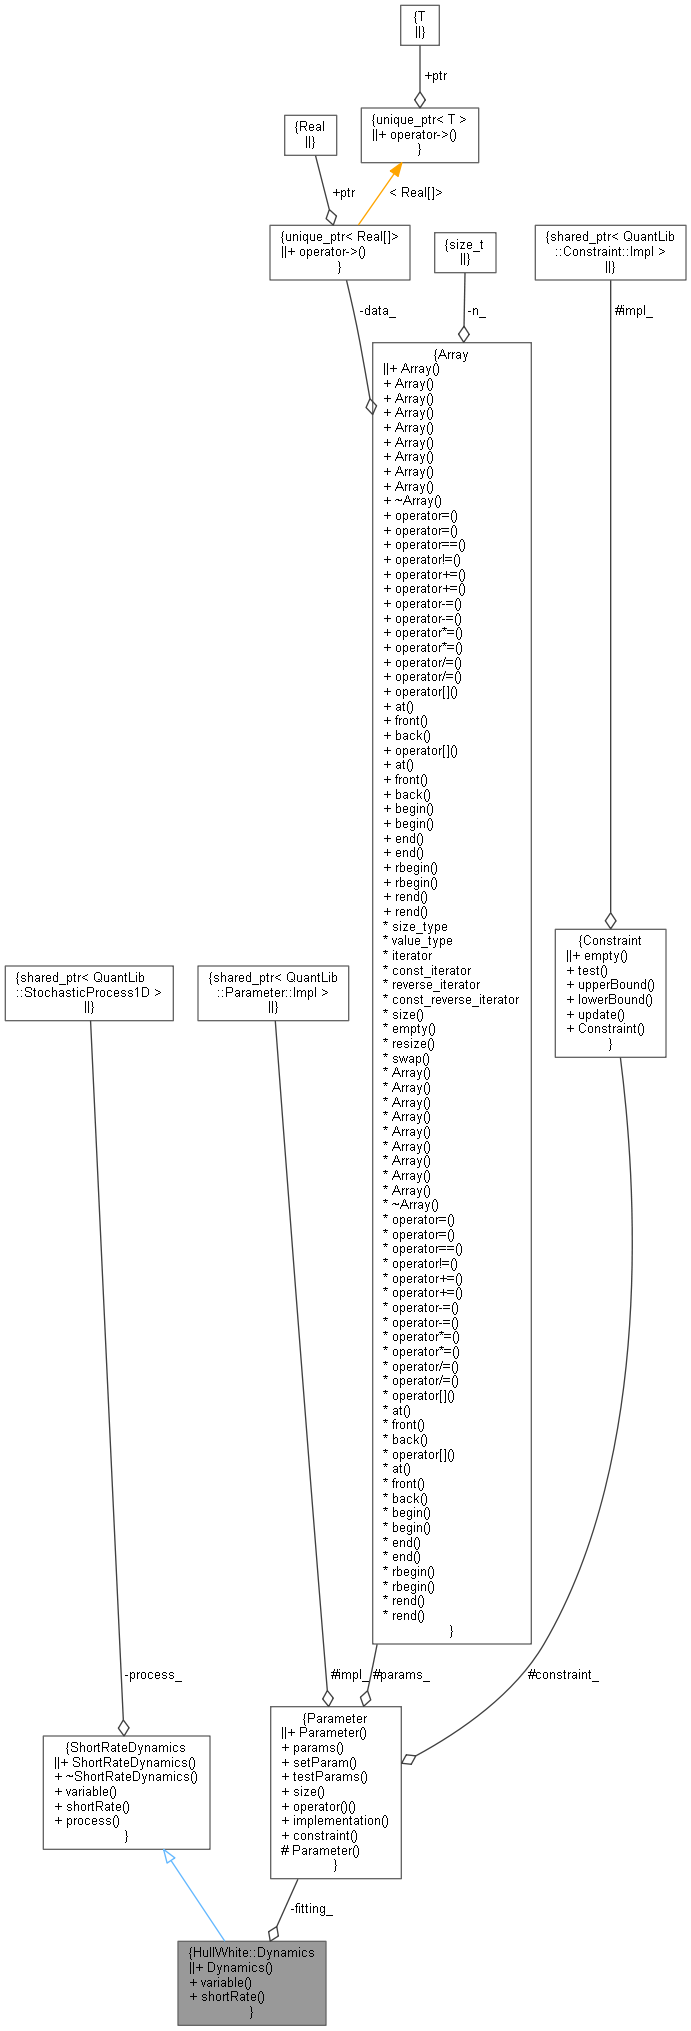 {T
||}
+ptr
{unique_ptr< T >
||+ operator->()
}
{Real
||}
+ptr
< Real[]>
{unique_ptr< Real[]>
||+ operator->()
}
{size_t
||}
{shared_ptr< QuantLib
::Constraint::Impl >
||}
-data_
-n_
#impl_
{Array
||+ Array()
+ Array()
+ Array()
+ Array()
+ Array()
+ Array()
+ Array()
+ Array()
+ Array()
+ ~Array()
+ operator=()
+ operator=()
+ operator==()
+ operator!=()
+ operator+=()
+ operator+=()
+ operator-=()
+ operator-=()
+ operator*=()
+ operator*=()
+ operator/=()
+ operator/=()
+ operator[]()
+ at()
+ front()
+ back()
+ operator[]()
+ at()
+ front()
+ back()
+ begin()
+ begin()
+ end()
+ end()
+ rbegin()
+ rbegin()
+ rend()
+ rend()
* size_type
* value_type
* iterator
* const_iterator
* reverse_iterator
* const_reverse_iterator
* size()
* empty()
* resize()
* swap()
* Array()
* Array()
* Array()
* Array()
* Array()
* Array()
* Array()
* Array()
* Array()
* ~Array()
* operator=()
* operator=()
* operator==()
* operator!=()
* operator+=()
* operator+=()
* operator-=()
* operator-=()
* operator*=()
* operator*=()
* operator/=()
* operator/=()
* operator[]()
* at()
* front()
* back()
* operator[]()
* at()
* front()
* back()
* begin()
* begin()
* end()
* end()
* rbegin()
* rbegin()
* rend()
* rend()
}
{Constraint
||+ empty()
+ test()
+ upperBound()
+ lowerBound()
+ update()
+ Constraint()
}
{shared_ptr< QuantLib
::StochasticProcess1D >
||}
{shared_ptr< QuantLib
::Parameter::Impl >
||}
-process_
#impl_
#params_
#constraint_
{Parameter
||+ Parameter()
+ params()
+ setParam()
+ testParams()
+ size()
+ operator()()
+ implementation()
+ constraint()
# Parameter()
}
{ShortRateDynamics
||+ ShortRateDynamics()
+ ~ShortRateDynamics()
+ variable()
+ shortRate()
+ process()
}
-fitting_
{HullWhite::Dynamics
||+ Dynamics()
+ variable()
+ shortRate()
}